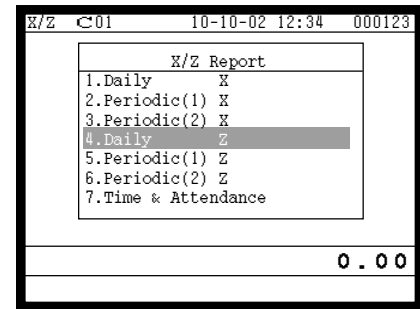 X/Z C01 10-10-02 12:34 000123
X/Z Report
1.Daily X
2.Periodic(1) X
3.Periodic(2) X
4.Daily Z
5.Periodic(1) Z
6.Periodic(2) Z
7.Time & Attendance
0.00